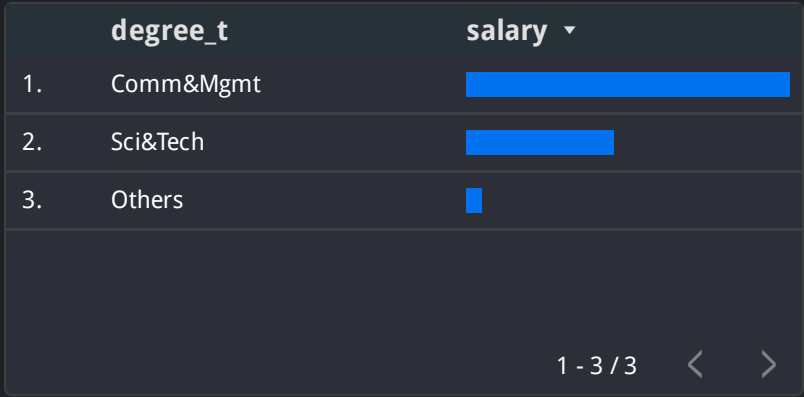 degree_t salary
1. Comm&Mgmt
2. Sci&Tech
3. Others
1 - 3 / 3